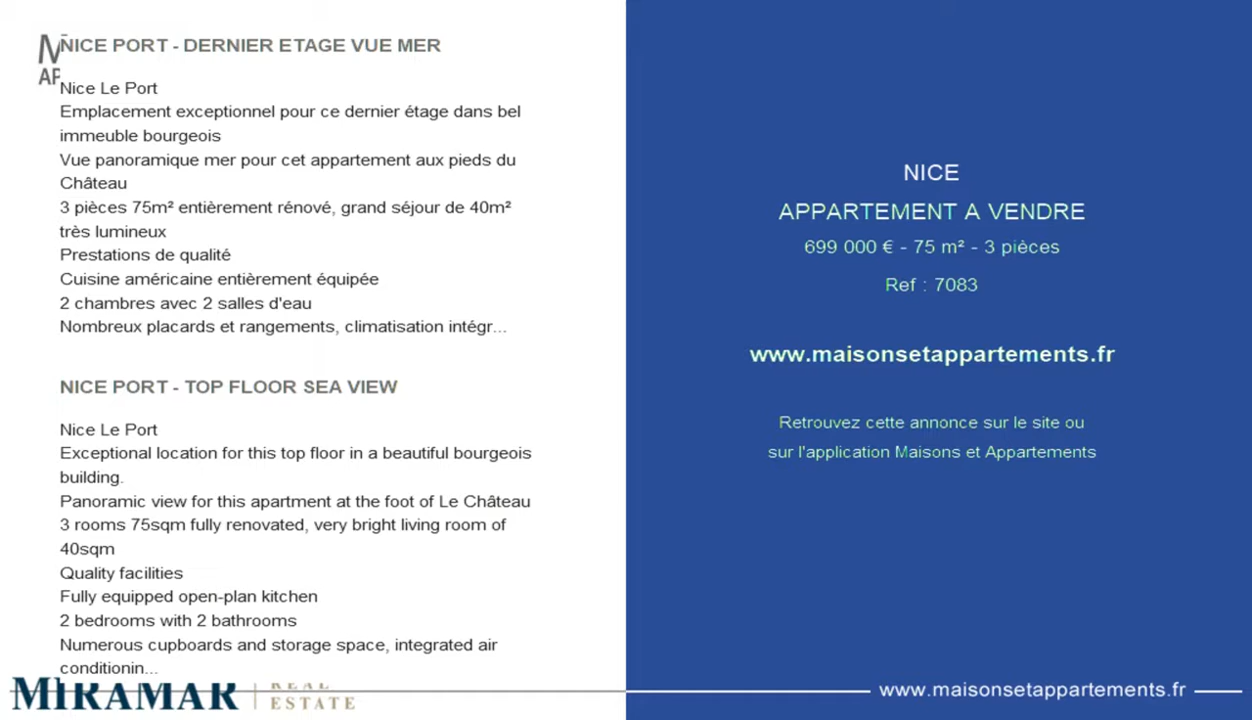 NICE PORT - DERNIER ETAGE VUE MER
Nice Le Port
Emplacement exceptionnel pour ce dernier étage dans bel
immeuble bourgeois
Vue panoramique mer pour cet appartement aux pieds du
Château
3 pièces 75m² entièrement rénové, grand séjour de 40m²
très lumineux
Prestations de qualité
Cuisine américaine entièrement équipée
2 chambres avec 2 salles d'eau
Nombreux placards et rangements, climatisation intégr...
NICE PORT - TOP FLOOR SEA VIEW
Nice Le Port
Exceptional location for this top floor in a beautiful bourgeois
building.
Panoramic view for this apartment at the foot of Le Château
3 rooms 75sqm fully renovated, very bright living room of
40sqm
Quality facilities
Fully equipped open-plan kitchen
2 bedrooms with 2 bathrooms
Numerous cupboards and storage space, integrated air
conditionin...
MIRAMAR
REAL
ESTATE
NICE
APPARTEMENT A VENDRE
699 000 € - 75 m² - 3 pièces
Ref : 7083
www.maisonsetappartements.fr
Retrouvez cette annonce sur le site ou
sur l'application Maisons et Appartements
www.maisonsetappartements.fr